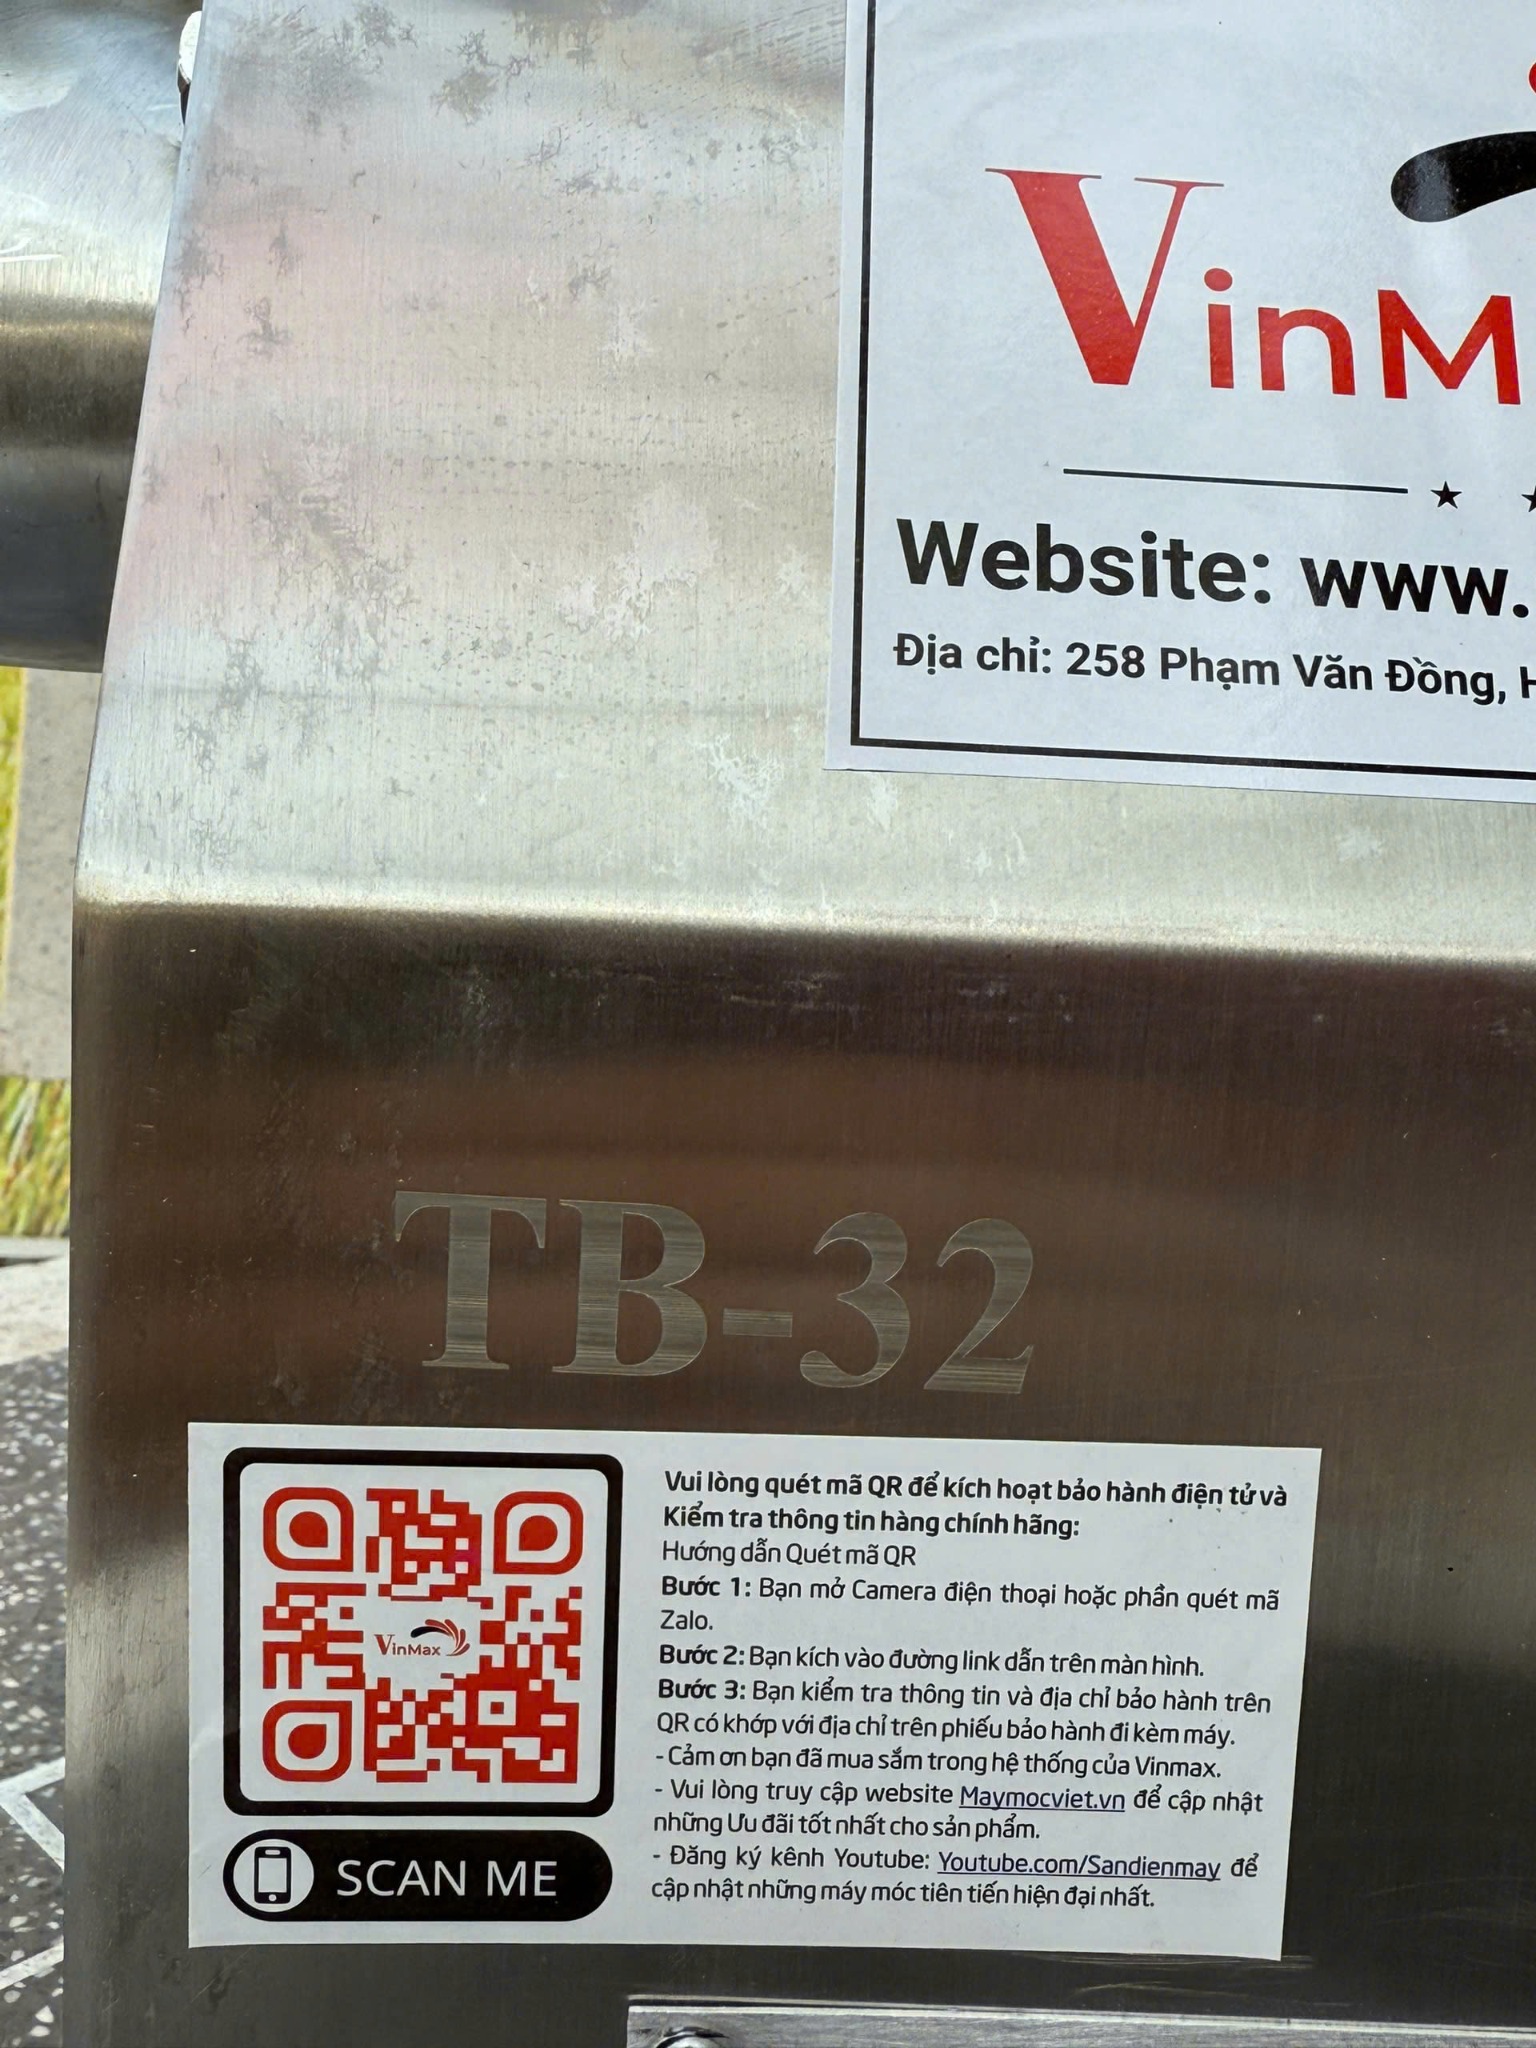 VinM
Website: www.
Địa chỉ: 258 Phạm Văn Đồng, H
TB-32
VinMax
SCAN ME
Vui lòng quét mã QR để kích hoạt bảo hành điện tử và
Kiểm tra thông tin hàng chính hãng:
Hướng dẫn Quét mã QR
Bước 1: Bạn mở Camera điện thoại hoặc phần quét mã
Zalo.
Bước 2: Bạn kích vào đường link dẫn trên màn hình.
Bước 3: Bạn kiểm tra thông tin và địa chỉ bảo hành trên
QR có khớp với địa chỉ trên phiếu bảo hành đi kèm máy.
- Cảm ơn bạn đã mua sắm trong hệ thống của Vinmax.
- Vui lòng truy cập website Maymocviet.vn để cập nhật
những Ưu đãi tốt nhất cho sản phẩm.
- Đăng ký kênh Youtube: Youtube.com/Sandienmay để
cập nhật những máy móc tiên tiến hiện đại nhất.